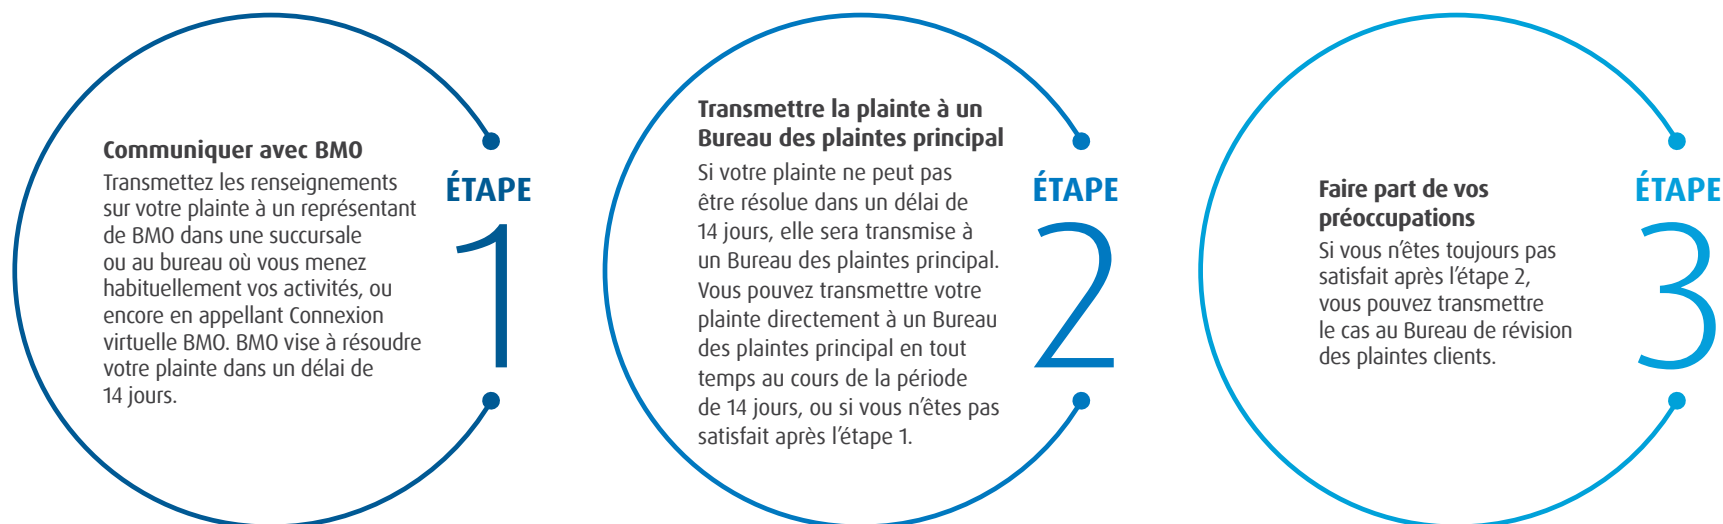 Communiquer avec BMO
Transmettez les renseignements
sur votre plainte à un représentant
de BMO dans une succursale
ou au bureau où vous menez
habituellement vos activités, ou
encore en appellant Connexion
virtuelle BMO. BMO vise à résoudre
votre plainte dans un délai de
14 jours.
ÉTAPE
1
Transmettre la plainte à un
Bureau des plaintes principal
Si votre plainte ne peut pas
être résolue dans un délai de
14 jours, elle sera transmise à
un Bureau des plaintes principal.
Vous pouvez transmettre votre
plainte directement à un Bureau
des plaintes principal en tout
temps au cours de la période
de 14 jours, ou si vous n’êtes pas
satisfait après l’étape 1.
ÉTAPE
2
Faire part de vos
préoccupations
Si vous n’êtes toujours pas
satisfait après l’étape 2,
vous pouvez transmettre
le cas au Bureau de révision
des plaintes clients.
ÉTAPE
3